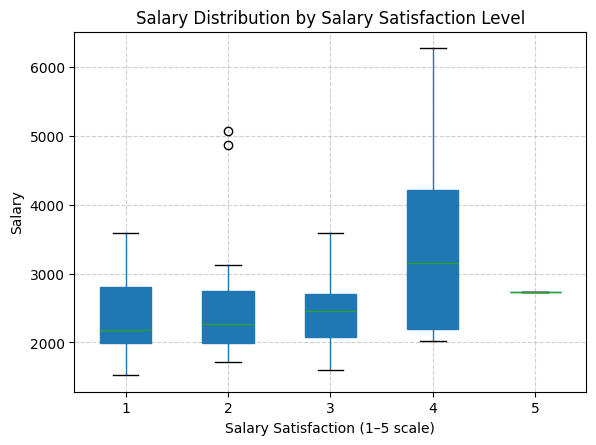 Salary Distribution by Salary Satisfaction Level
6000
5000
4000
3000
2000
Salary
1 2 3 4 5
Salary Satisfaction (1–5 scale)